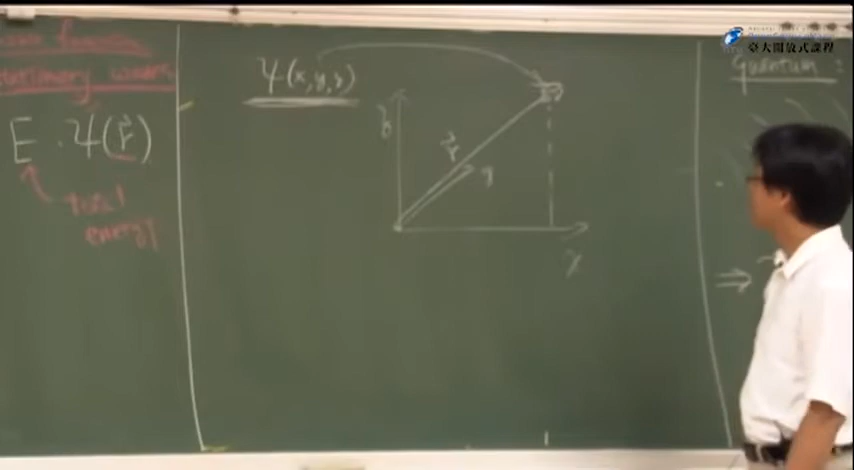 stationary waves
E · Ψ(r⃗)
total
energy
Ψ(x,y,z)
z
r⃗
y
x
⇒
臺大開放式課程
Quantum :